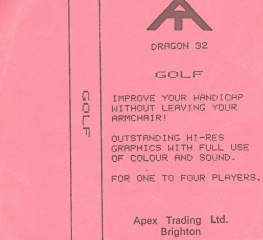 DRAGON 32
GOLF
GOLF
IMPROVE YOUR HANDICAP
WITHOUT LEAVING YOUR
ARMCHAIR!
OUTSTANDING HI-RES
GRAPHICS WITH FULL USE
OF COLOUR AND SOUND.
FOR ONE TO FOUR PLAYERS.
Apex Trading Ltd.
Brighton